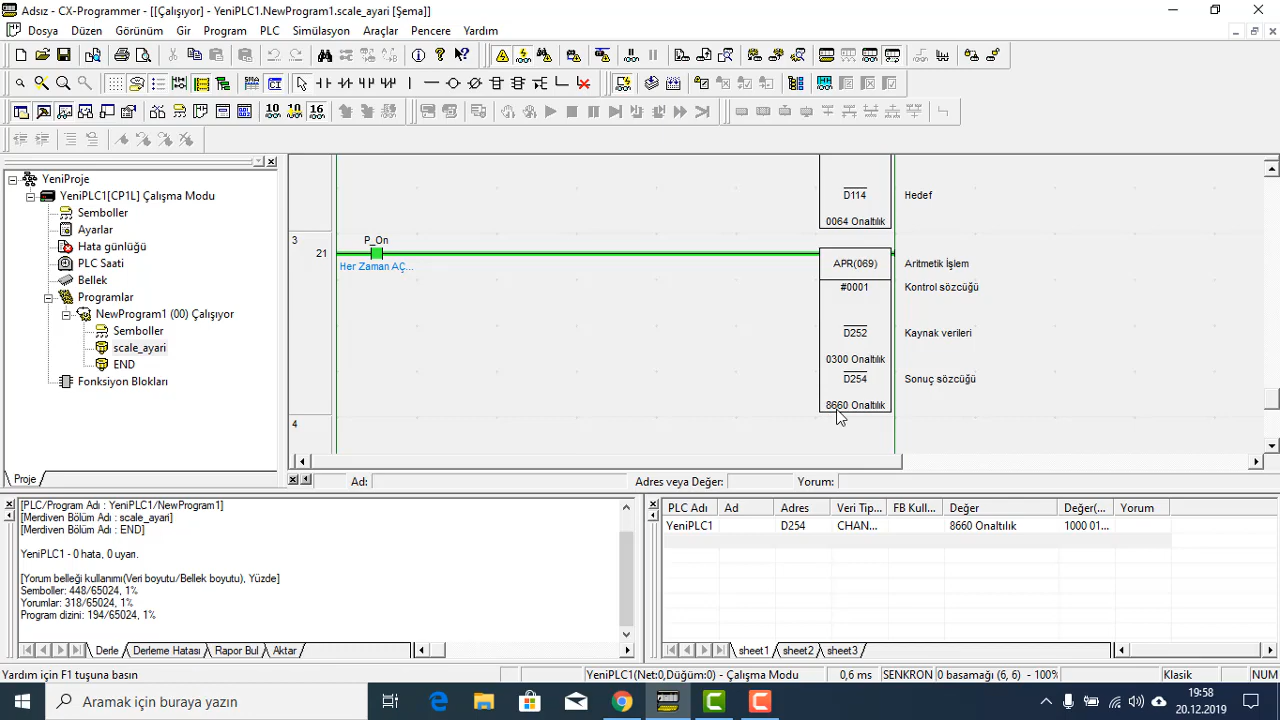 Adsız - CX-Programmer - [[Çalışıyor] - YeniPLC1.NewProgram1.scale_ayari [Şema]]
Dosya Düzen Görünüm Gir Program PLC Simülasyon Araçlar Pencere Yardım
10 10 16
YeniProje
YeniPLC1[CP1L] Çalışma Modu
Semboller
Ayarlar
Hata günlüğü
PLC Saati
Bellek
Programlar
NewProgram1 (00) Çalışıyor
Semboller
scale_ayari
END
Fonksiyon Blokları
Proje
D114 Hedef
0064 Onaltılık
3 P_On
21 APR(069) Aritmetik İşlem
Her Zaman AÇ...
#0001 Kontrol sözcüğü
D252 Kaynak verileri
0300 Onaltılık
D254 Sonuç sözcüğü
8660 Onaltılık
4
Ad: Adres veya Değer: Yorum:
[PLC/Program Adı : YeniPLC1/NewProgram1]
[Merdiven Bölüm Adı : scale_ayari]
[Merdiven Bölüm Adı : END]
YeniPLC1 - 0 hata, 0 uyarı.
[Yorum belleği kullanımı(Veri boyutu/Bellek boyutu), Yüzde]
Semboller: 448/65024, 1%
Yorumlar: 318/65024, 1%
Program dizini: 194/65024, 1%
Derle Derleme Hatası Rapor Bul Aktar
PLC Adı Ad Adres Veri Tip... FB Kull... Değer Değer(... Yorum
YeniPLC1 D254 CHAN... 8660 Onaltılık 1000 01...
sheet1 sheet2 sheet3
Yardım için F1 tuşuna basın YeniPLC1(Net:0,Düğüm:0) - Çalışma Modu 0,6 ms SENKRON 0 basamağı (6, 6) - 100% Klasik NUM
Aramak için buraya yazın
19:58
20.12.2019